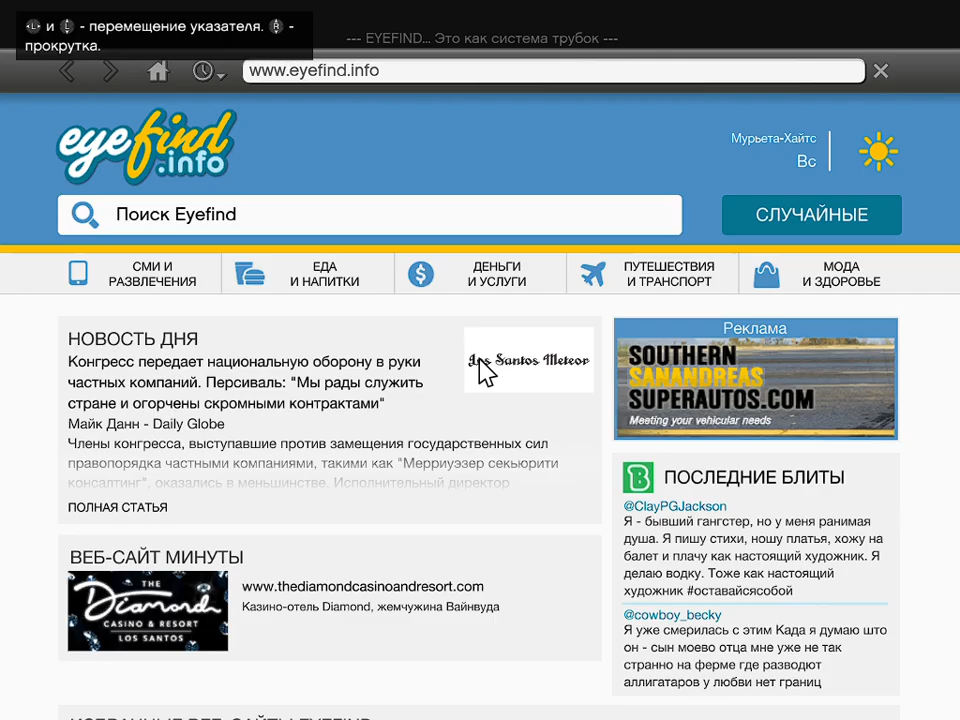 L и L - перемещение указателя. R -
прокрутка.
--- EYEFIND... Это как система трубок ---
www.eyefind.info
eyefind
.info
Мурьета-Хайтс
Вс
Поиск Eyefind
СЛУЧАЙНЫЕ
СМИ И
РАЗВЛЕЧЕНИЯ
ЕДА
И НАПИТКИ
ДЕНЬГИ
И УСЛУГИ
ПУТЕШЕСТВИЯ
И ТРАНСПОРТ
МОДА
И ЗДОРОВЬЕ
НОВОСТЬ ДНЯ
Los Santos Meteor
Конгресс передает национальную оборону в руки
частных компаний. Персиваль: "Мы рады служить
стране и огорчены скромными контрактами"
Майк Данн - Daily Globe
Члены конгресса, выступавшие против замещения государственных сил
правопорядка частными компаниями, такими как "Мерриуэзер секьюрити
консалтинг", оказались в меньшинстве. Исполнительный директор
ПОЛНАЯ СТАТЬЯ
ВЕБ-САЙТ МИНУТЫ
THE
Diamond
CASINO & RESORT
LOS SANTOS
www.thediamondcasinoandresort.com
Казино-отель Diamond, жемчужина Вайнвуда
Реклама
SOUTHERN
SANANDREAS
SUPERAUTOS.COM
Meeting your vehicular needs
ПОСЛЕДНИЕ БЛИТЫ
@ClayPGJackson
Я - бывший гангстер, но у меня ранимая
душа. Я пишу стихи, ношу платья, хожу на
балет и плачу как настоящий художник. Я
делаю водку. Тоже как настоящий
художник #оставайсясобой
@cowboy_becky
Я уже смерилась с этим Када я думаю што
он - сын моево отца мне уже не так
странно на ферме где разводют
аллигаторов у любви нет границ
ИЗБРАННЫЕ ВЕБ-САЙТЫ EYEFIND